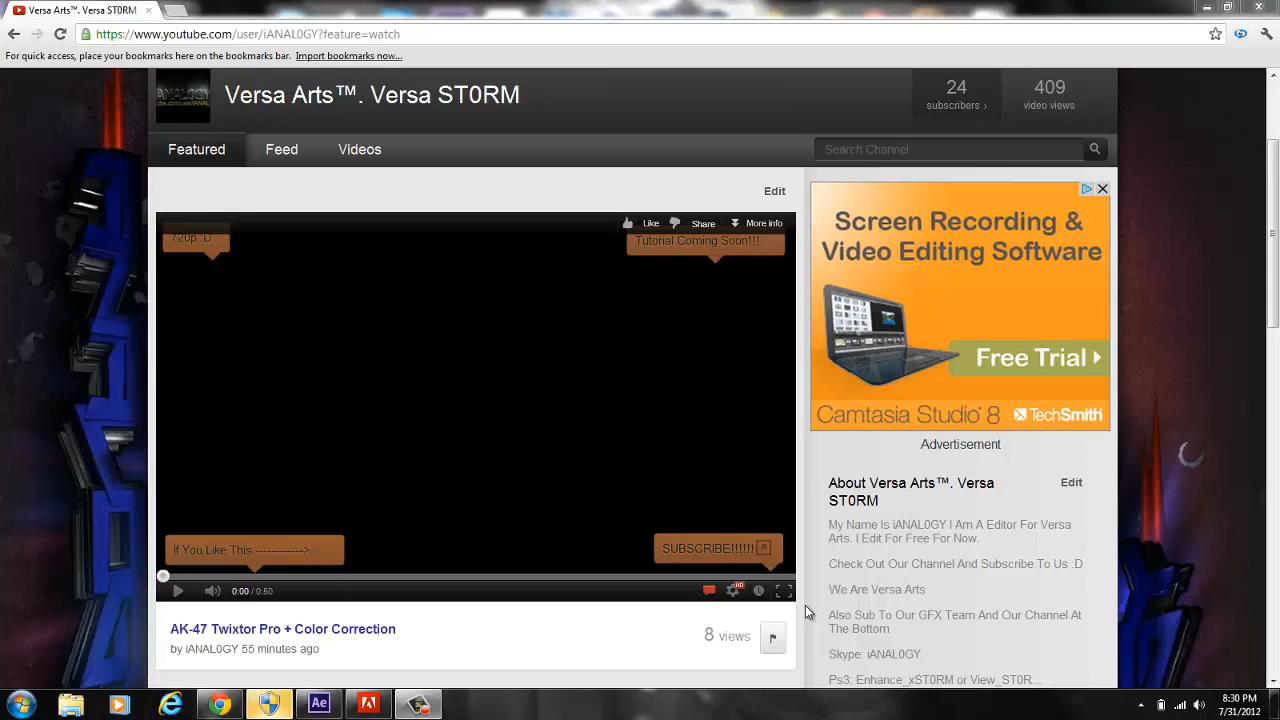 Versa Arts™. Versa ST0RM
https://www.youtube.com/user/iANAL0GY?feature=watch
For quick access, place your bookmarks here on the bookmarks bar. Import bookmarks now...
Versa Arts™. Versa ST0RM
24
subscribers ›
409
video views
Featured
Feed
Videos
Search Channel
Edit
Like
Share
More info
720p :D
Tutorial Coming Soon!!!
If You Like This ------------>
SUBSCRIBE!!!!!!
0:00 / 0:50
HD
AK-47 Twixtor Pro + Color Correction
by iANAL0GY 55 minutes ago
8 views
Screen Recording &
Video Editing Software
Free Trial
Camtasia Studio® 8
TechSmith
Advertisement
About Versa Arts™. Versa
ST0RM
Edit
My Name Is iANAL0GY I Am A Editor For Versa
Arts. I Edit For Free For Now.
Check Out Our Channel And Subscribe To Us :D
We Are Versa Arts
Also Sub To Our GFX Team And Our Channel At
The Bottom
Skype: iANAL0GY
Ps3: Enhance_xST0RM or View_ST0R...
Ae
8:30 PM
7/31/2012